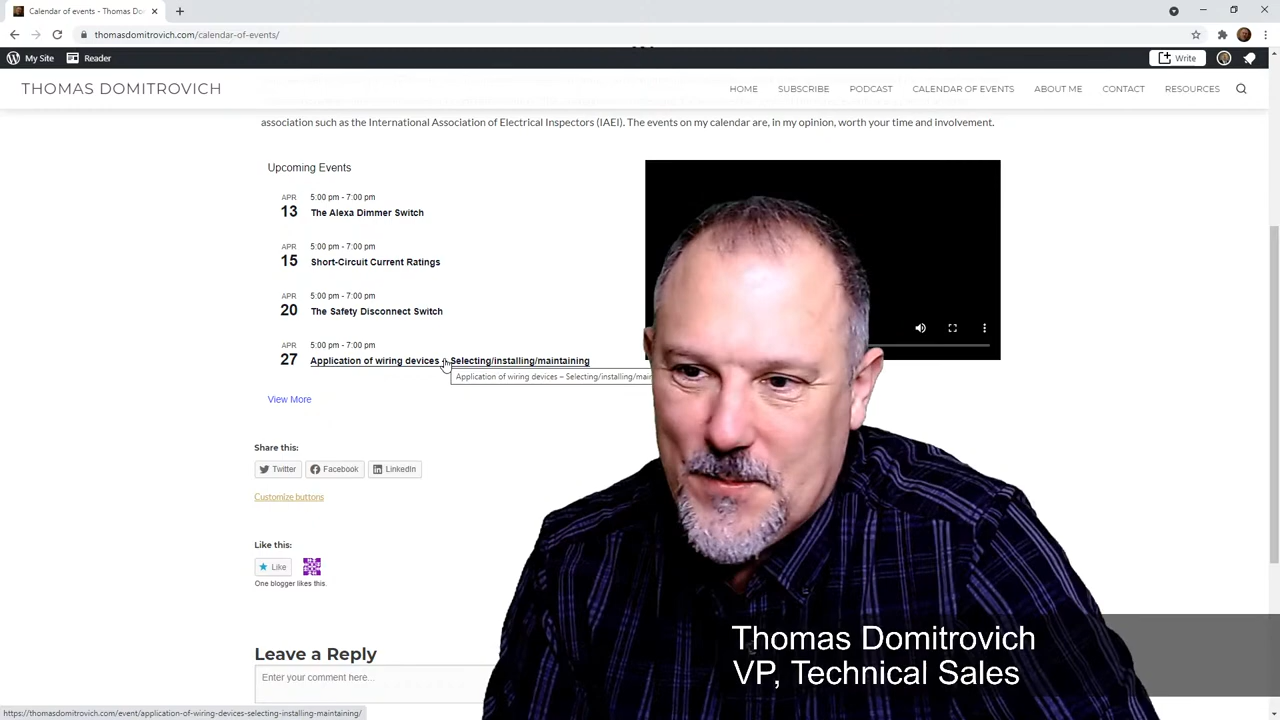 Calendar of events - Thomas Do
thomasdomitrovich.com/calendar-of-events/
My Site
Reader
Write
THOMAS DOMITROVICH
HOME
SUBSCRIBE
PODCAST
CALENDAR OF EVENTS
ABOUT ME
CONTACT
RESOURCES
association such as the International Association of Electrical Inspectors (IAEI). The events on my calendar are, in my opinion, worth your time and involvement.
Upcoming Events
APR
13
5:00 pm - 7:00 pm
The Alexa Dimmer Switch
APR
15
5:00 pm - 7:00 pm
Short-Circuit Current Ratings
APR
20
5:00 pm - 7:00 pm
The Safety Disconnect Switch
APR
27
5:00 pm - 7:00 pm
Application of wiring devices – Selecting/installing/maintaining
Application of wiring devices – Selecting/installing/main
View More
Share this:
Twitter
Facebook
LinkedIn
Customize buttons
Like this:
Like
One blogger likes this.
Leave a Reply
Enter your comment here...
Thomas Domitrovich
VP, Technical Sales
https://thomasdomitrovich.com/event/application-of-wiring-devices-selecting-installing-maintaining/